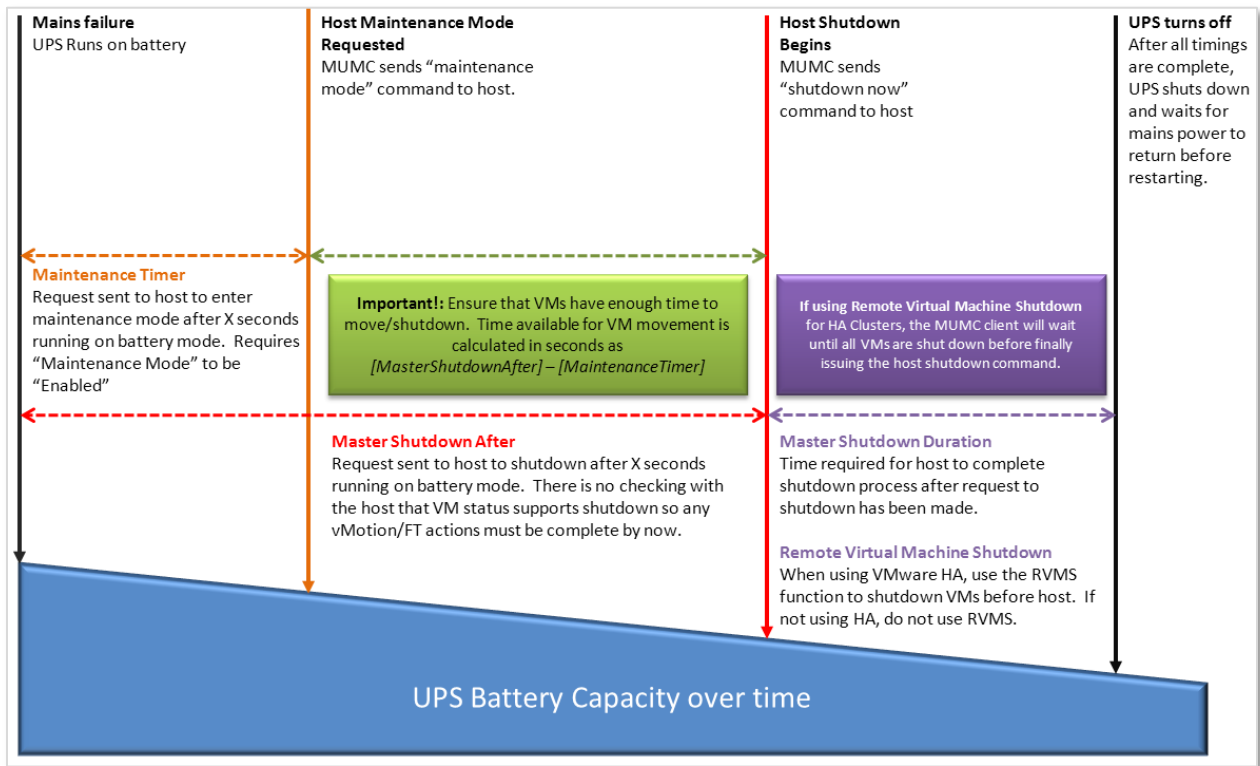 Mains failure
UPS Runs on battery
Host Maintenance Mode
Requested
MUMC sends “maintenance
mode” command to host.
Host Shutdown
Begins
MUMC sends
“shutdown now”
command to host
UPS turns off
After all timings
are complete,
UPS shuts down
and waits for
mains power to
return before
restarting.
Maintenance Timer
Request sent to host to enter
maintenance mode after X seconds
running on battery mode.  Requires
“Maintenance Mode” to be
“Enabled”
Important!: Ensure that VMs have enough time to
move/shutdown.  Time available for VM movement is
calculated in seconds as
[MasterShutdownAfter] – [MaintenanceTimer]
If using Remote Virtual Machine Shutdown
for HA Clusters, the MUMC client will wait
until all VMs are shut down before finally
issuing the host shutdown command.
Master Shutdown After
Request sent to host to shutdown after X seconds
running on battery mode.  There is no checking with
the host that VM status supports shutdown so any
vMotion/FT actions must be complete by now.
Master Shutdown Duration
Time required for host to complete
shutdown process after request to
shutdown has been made.
Remote Virtual Machine Shutdown
When using VMware HA, use the RVMS
function to shutdown VMs before host.  If
not using HA, do not use RVMS.
UPS Battery Capacity over time